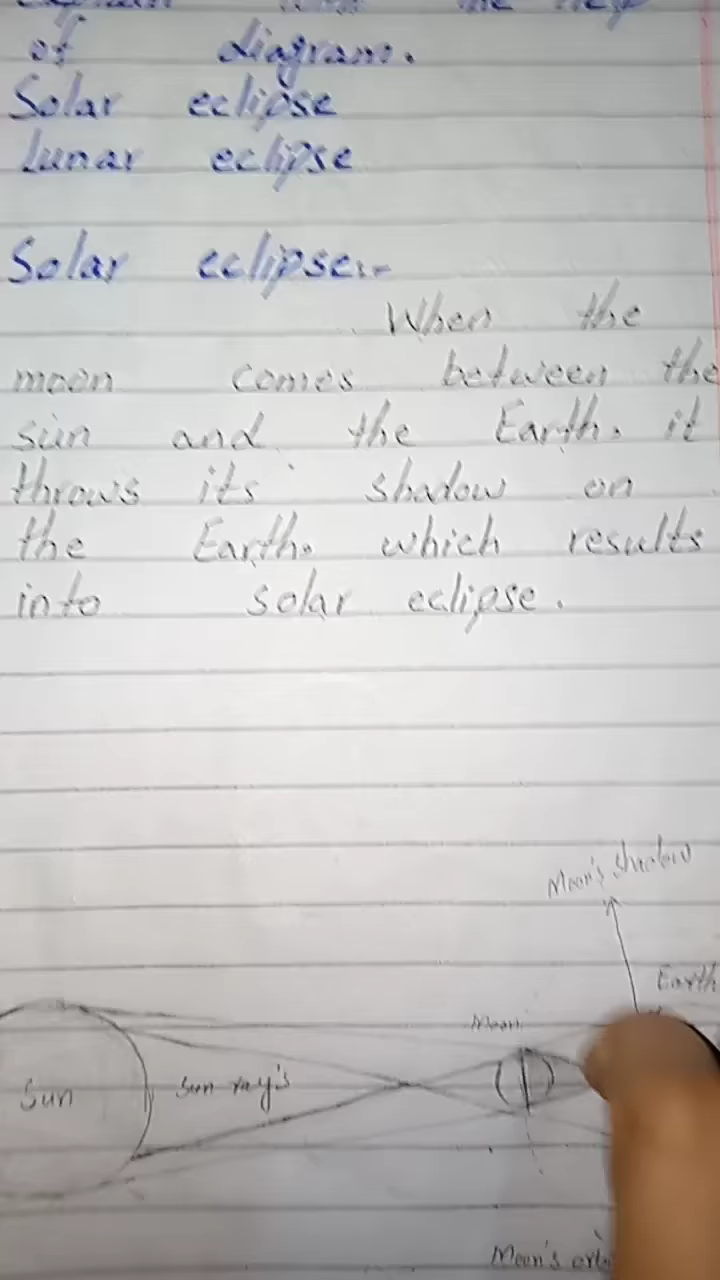 of diagram.
Solar eclipse
Lunar eclipse
Solar eclipse:-
When the
moon comes between the
sun and the Earth. it
throws its shadow on
the Earth. which results
into solar eclipse.
Moon's shadow
Earth
Moon
Sun Sun ray's
Moon's